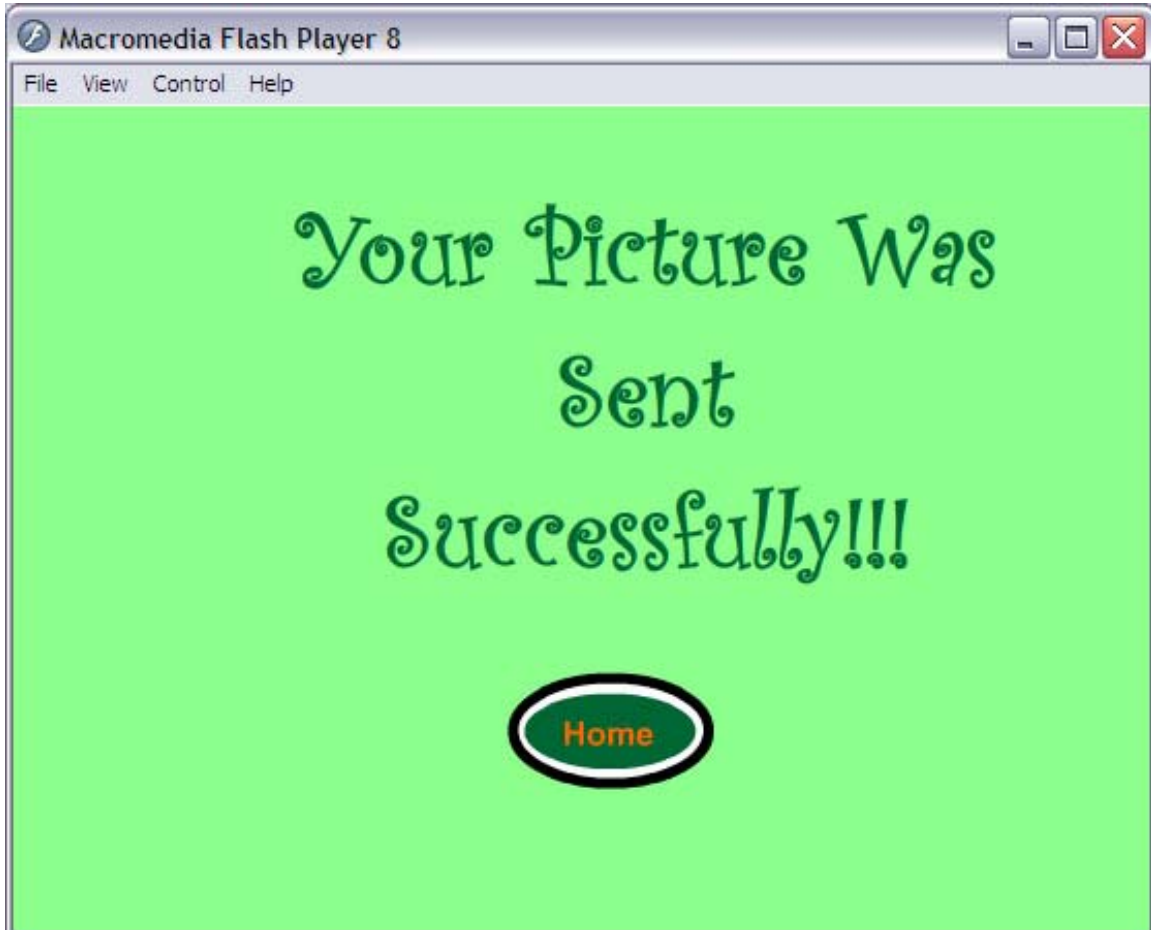 Macromedia Flash Player 8
File View Control Help
Your Picture Was
Sent
Successfully!!!
Home